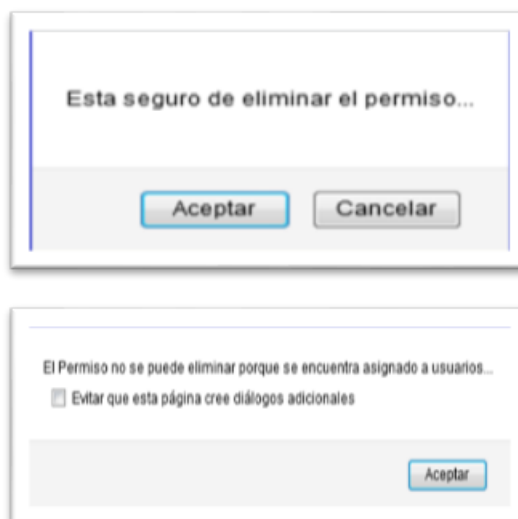 Esta seguro de eliminar el permiso...
Aceptar Cancelar
El Permiso no se puede eliminar porque se encuentra asignado a usuarios...
Evitar que esta página cree diálogos adicionales
Aceptar